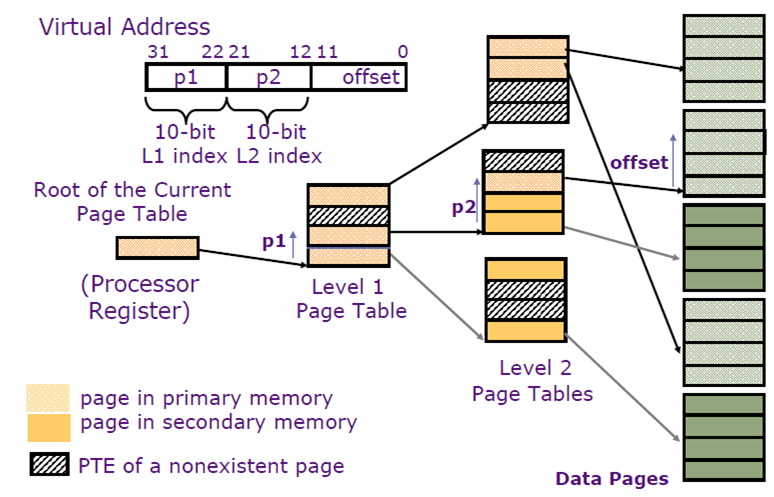 Virtual Address
31 22 21 12 11 0
p1 p2 offset
10-bit 10-bit
L1 index L2 index
Root of the Current
Page Table
(Processor
Register)
p1
Level 1
Page Table
p2
Level 2
Page Tables
offset
page in primary memory
page in secondary memory
PTE of a nonexistent page
Data Pages